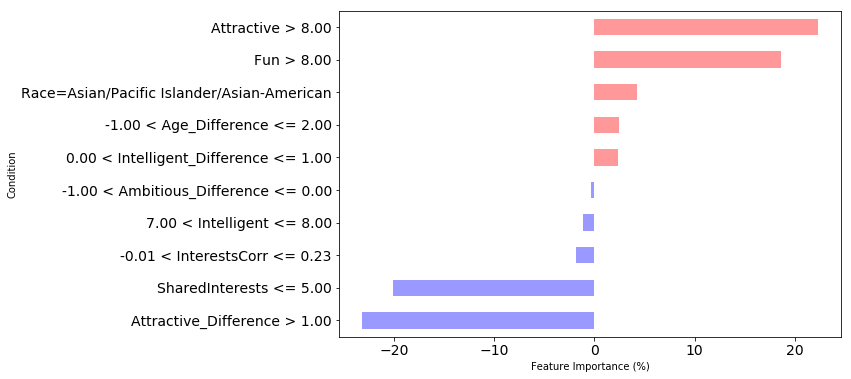 Attractive > 8.00
Fun > 8.00
Race=Asian/Pacific Islander/Asian-American
-1.00 < Age_Difference <= 2.00
0.00 < Intelligent_Difference <= 1.00
-1.00 < Ambitious_Difference <= 0.00
7.00 < Intelligent <= 8.00
-0.01 < InterestsCorr <= 0.23
SharedInterests <= 5.00
Attractive_Difference > 1.00
Condition
−20 −10 0 10 20
Feature Importance (%)